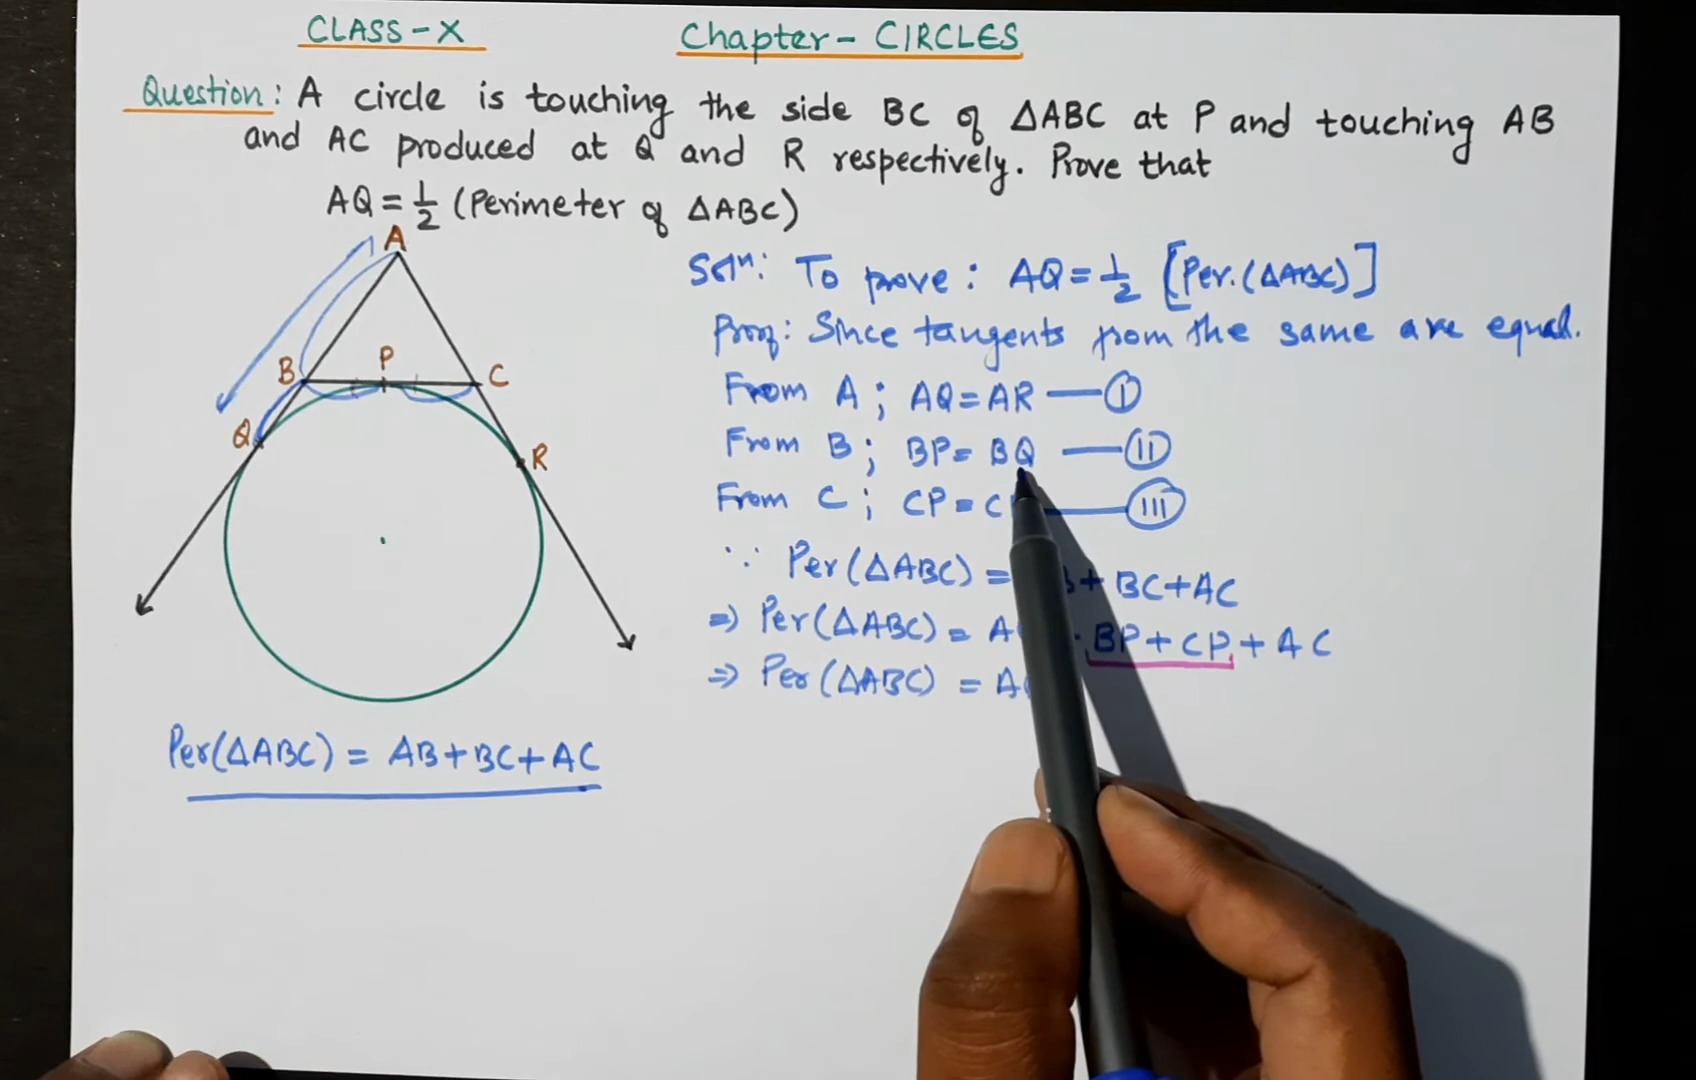 CLASS-X Chapter- CIRCLES
Question: A circle is touching the side BC of ΔABC at P and touching AB
and AC produced at Q and R respectively. Prove that
AQ = 1/2 (Perimeter of ΔABC)
A
B
P
C
Q
R
Per(ΔABC) = AB+BC+AC
Solⁿ: To prove: AQ = 1/2 [Per.(ΔABC)]
Proof: Since tangents from the same are equal.
From A; AQ = AR — I
From B; BP = BQ — II
From C; CP = — III
∵ Per(ΔABC) = + BC+AC
⇒ Per(ΔABC) = BP + CP + AC
⇒ Per(ΔABC) =